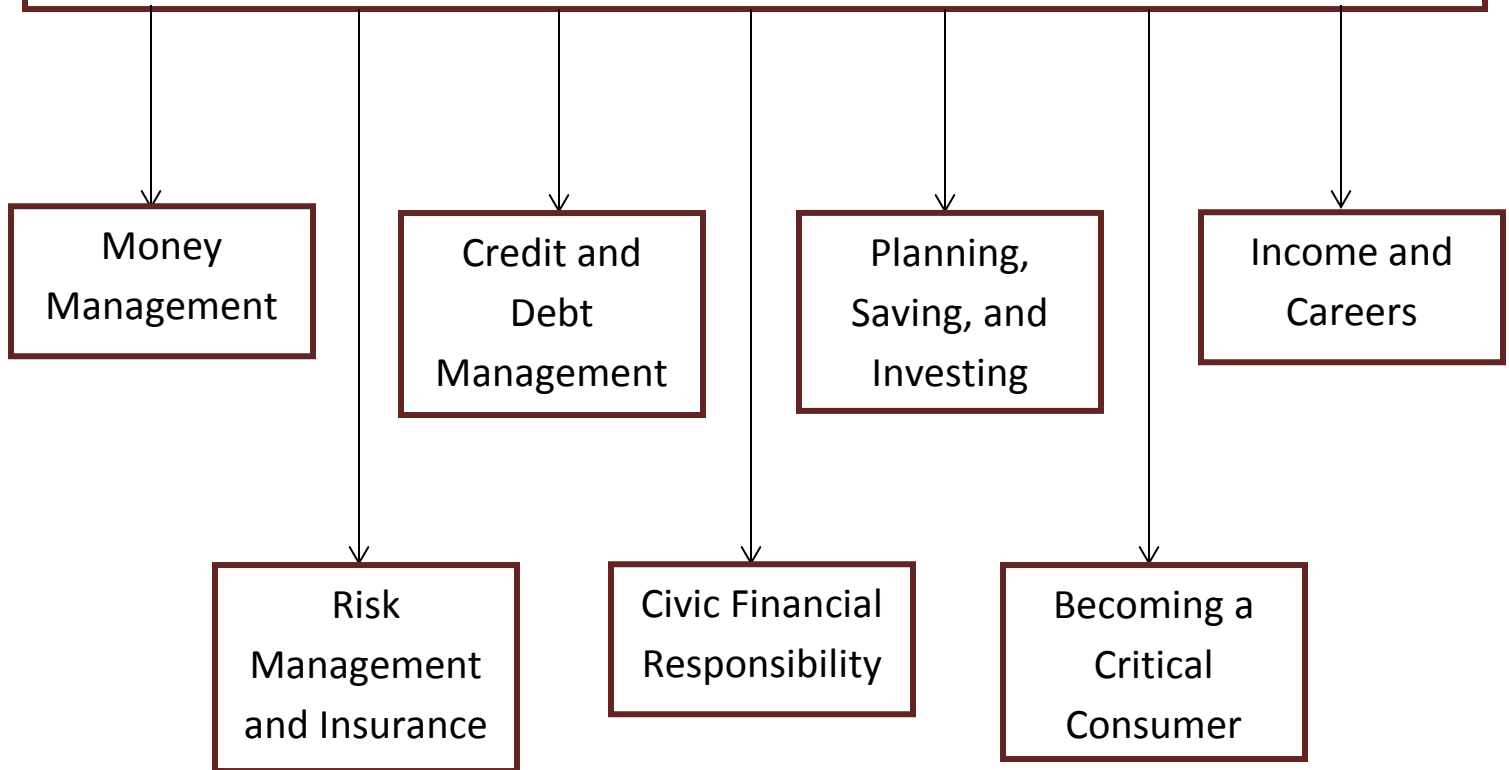 Money
Management
Credit and
Debt
Management
Planning,
Saving, and
Investing
Income and
Careers
Risk
Management
and Insurance
Civic Financial
Responsibility
Becoming a
Critical
Consumer